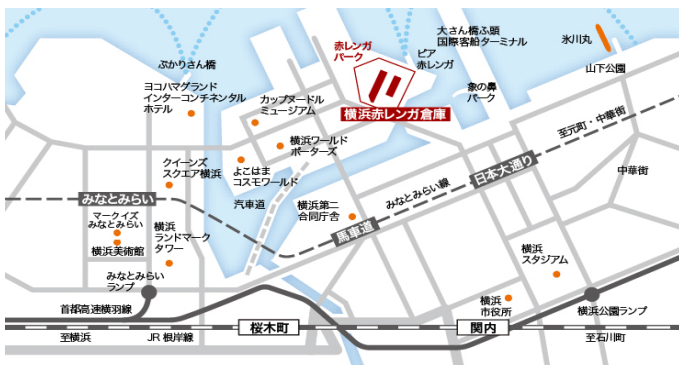 大さん橋ふ頭
国際客船ターミナル
氷川丸
赤レンガ
パーク
ピア
赤レンガ
山下公園
ぷかりさん橋
ヨコハマグランド
インターコンチネンタル
ホテル
カップヌードル
ミュージアム
象の鼻
パーク
横浜赤レンガ倉庫
至元町・中華街
横浜ワールド
ポーターズ
クイーンズ
スクエア横浜
よこはま
コスモワールド
日本大通り
中華街
みなとみらい
汽車道
みなとみらい線
マークイズ
みなとみらい
横浜
ランドマーク
タワー
横浜第二
合同庁舎
馬車道
横浜美術館
横浜
スタジアム
みなとみらい
ランプ
首都高速横羽線
横浜
市役所
横浜公園ランプ
桜木町
関内
至横浜
JR 根岸線
至石川町